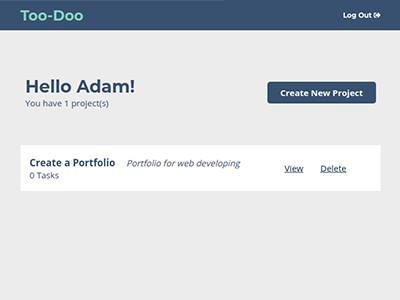 Too-Doo
Log Out
Hello Adam!
You have 1 project(s)
Create New Project
Create a Portfolio Portfolio for web developing
0 Tasks
View Delete